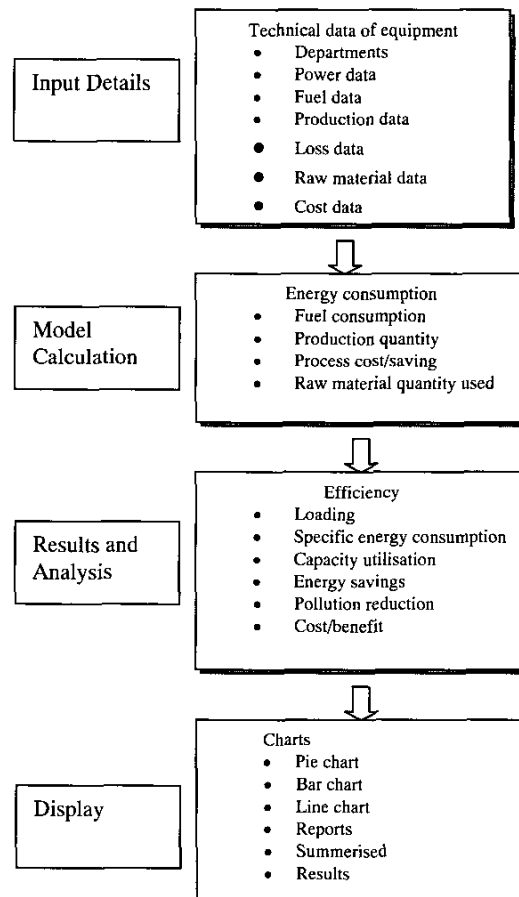 Input Details
Technical data of equipment
• Departments
• Power data
• Fuel data
• Production data
• Loss data
• Raw material data
• Cost data
Model
Calculation
Energy consumption
• Fuel consumption
• Production quantity
• Process cost/saving
• Raw material quantity used
Results and
Analysis
Efficiency
• Loading
• Specific energy consumption
• Capacity utilisation
• Energy savings
• Pollution reduction
• Cost/benefit
Display
Charts
• Pie chart
• Bar chart
• Line chart
• Reports
• Summerised
• Results